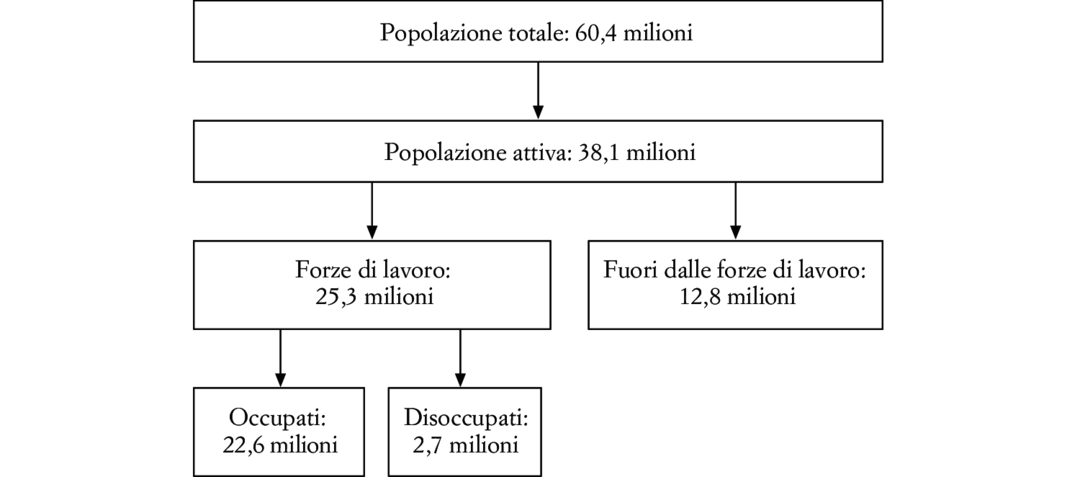 Popolazione totale: 60,4 milioni
Popolazione attiva: 38,1 milioni
Forze di lavoro:
25,3 milioni
Fuori dalle forze di lavoro:
12,8 milioni
Occupati:
22,6 milioni
Disoccupati:
2,7 milioni